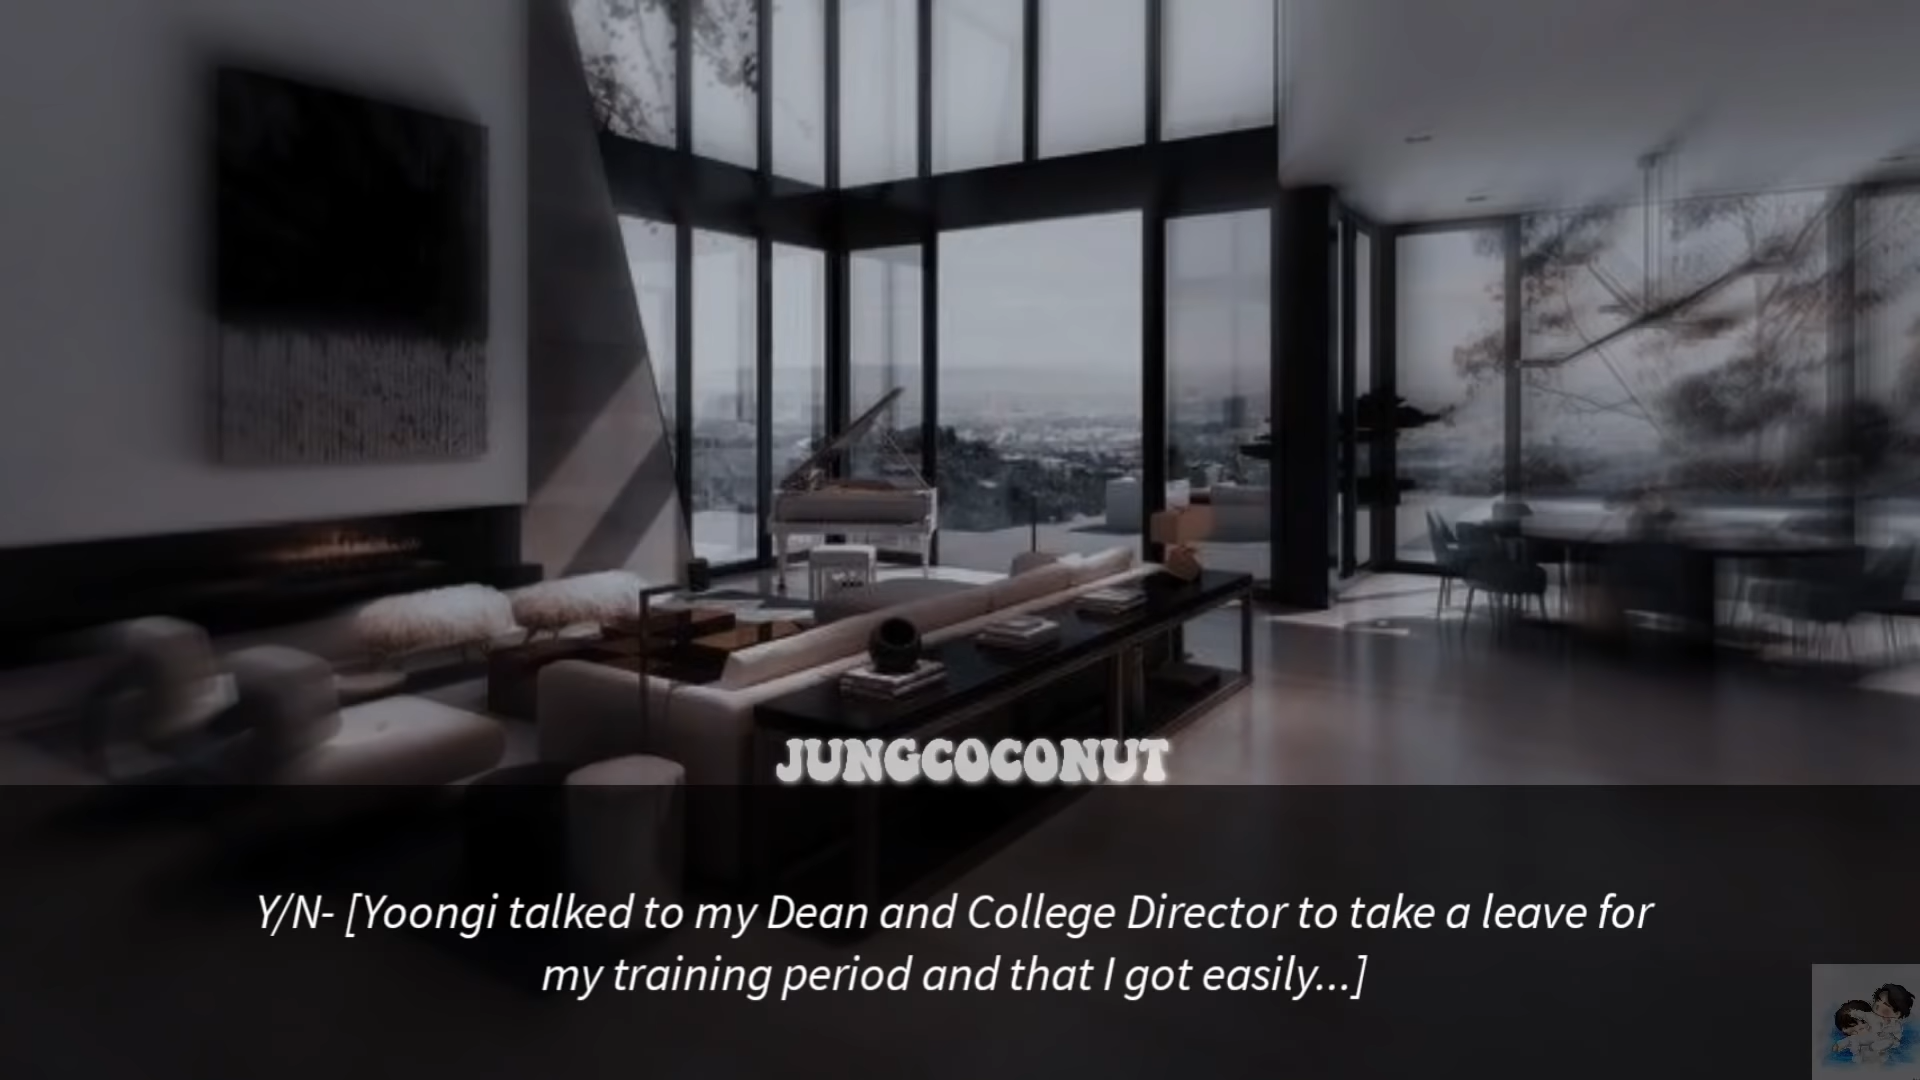 JUNGCOCONUT
Y/N- [Yoongi talked to my Dean and College Director to take a leave for
my training period and that I got easily...]